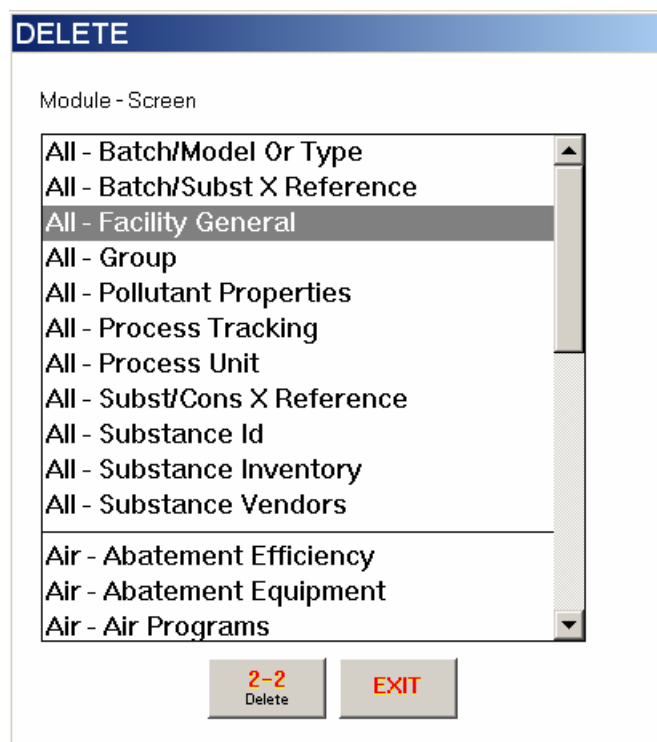 DELETE
Module - Screen
All - Batch/Model Or Type
All - Batch/Subst X Reference
All - Facility General
All - Group
All - Pollutant Properties
All - Process Tracking
All - Process Unit
All - Subst/Cons X Reference
All - Substance Id
All - Substance Inventory
All - Substance Vendors
Air - Abatement Efficiency
Air - Abatement Equipment
Air - Air Programs
2-2
Delete
EXIT